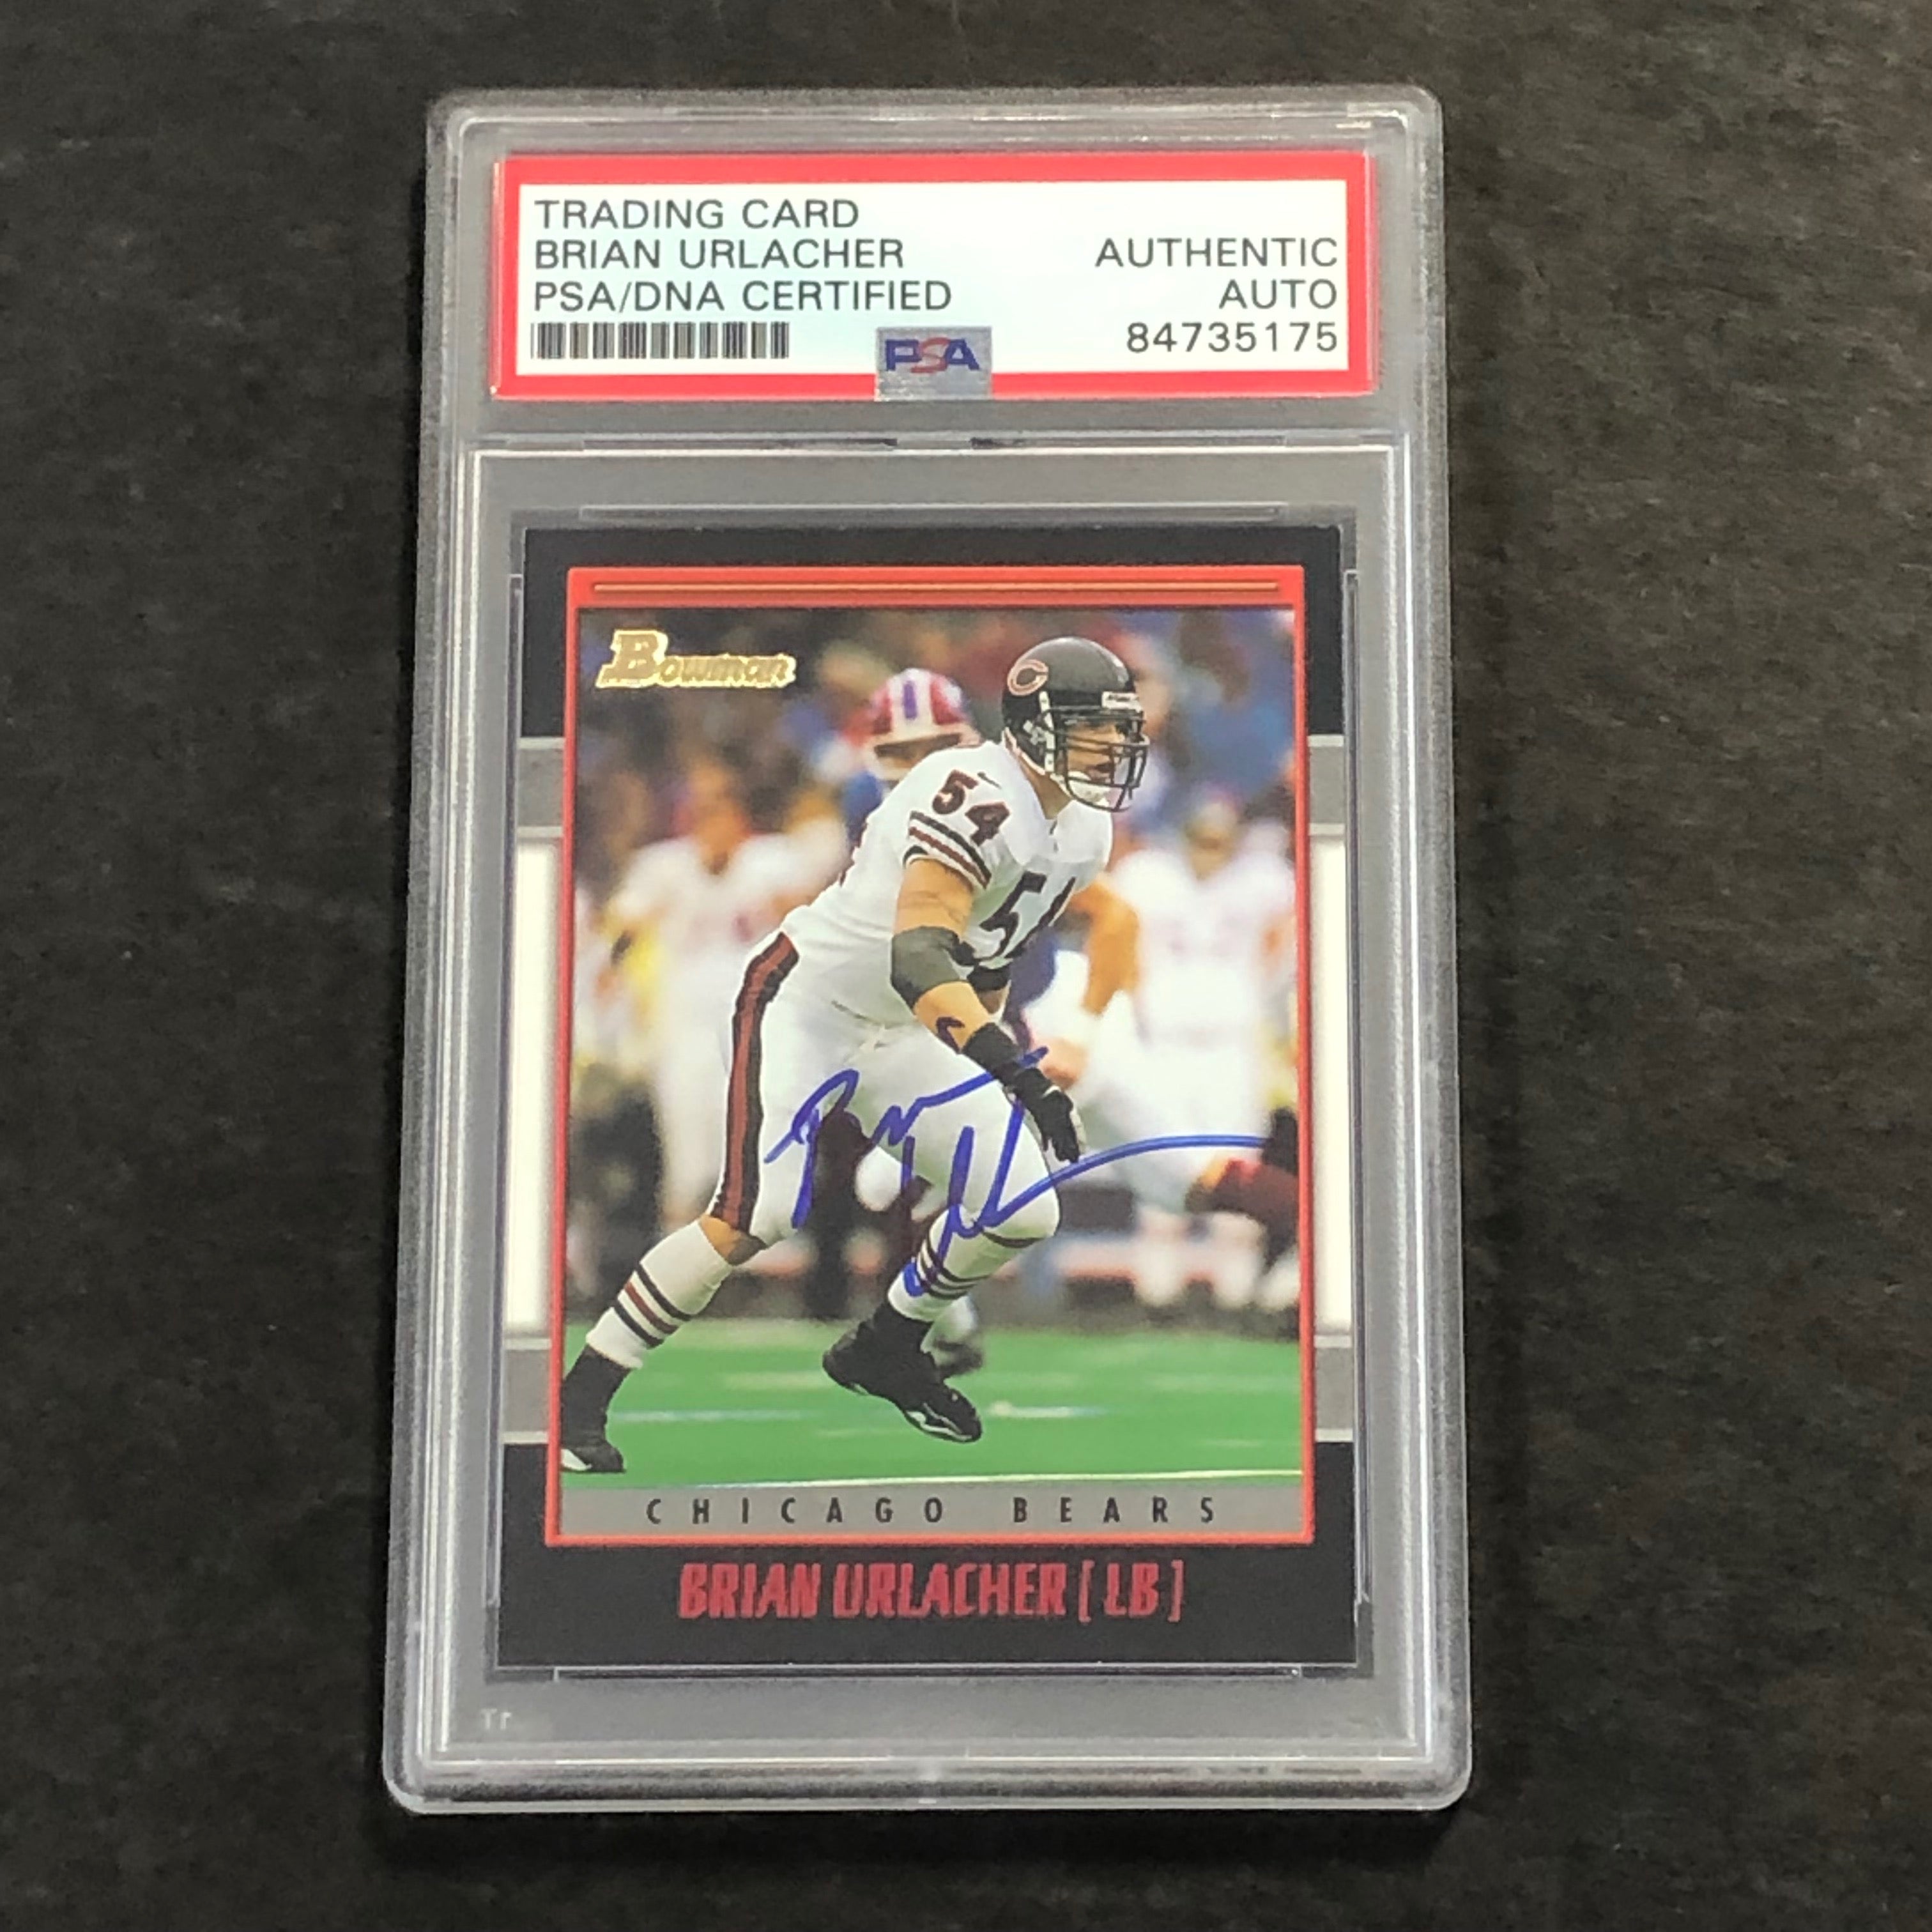 TRADING CARD
BRIAN URLACHER AUTHENTIC
PSA/DNA CERTIFIED AUTO
84735175
PSA
Bowman
54
54
CHICAGO BEARS
BRIAN URLACHER [LB]